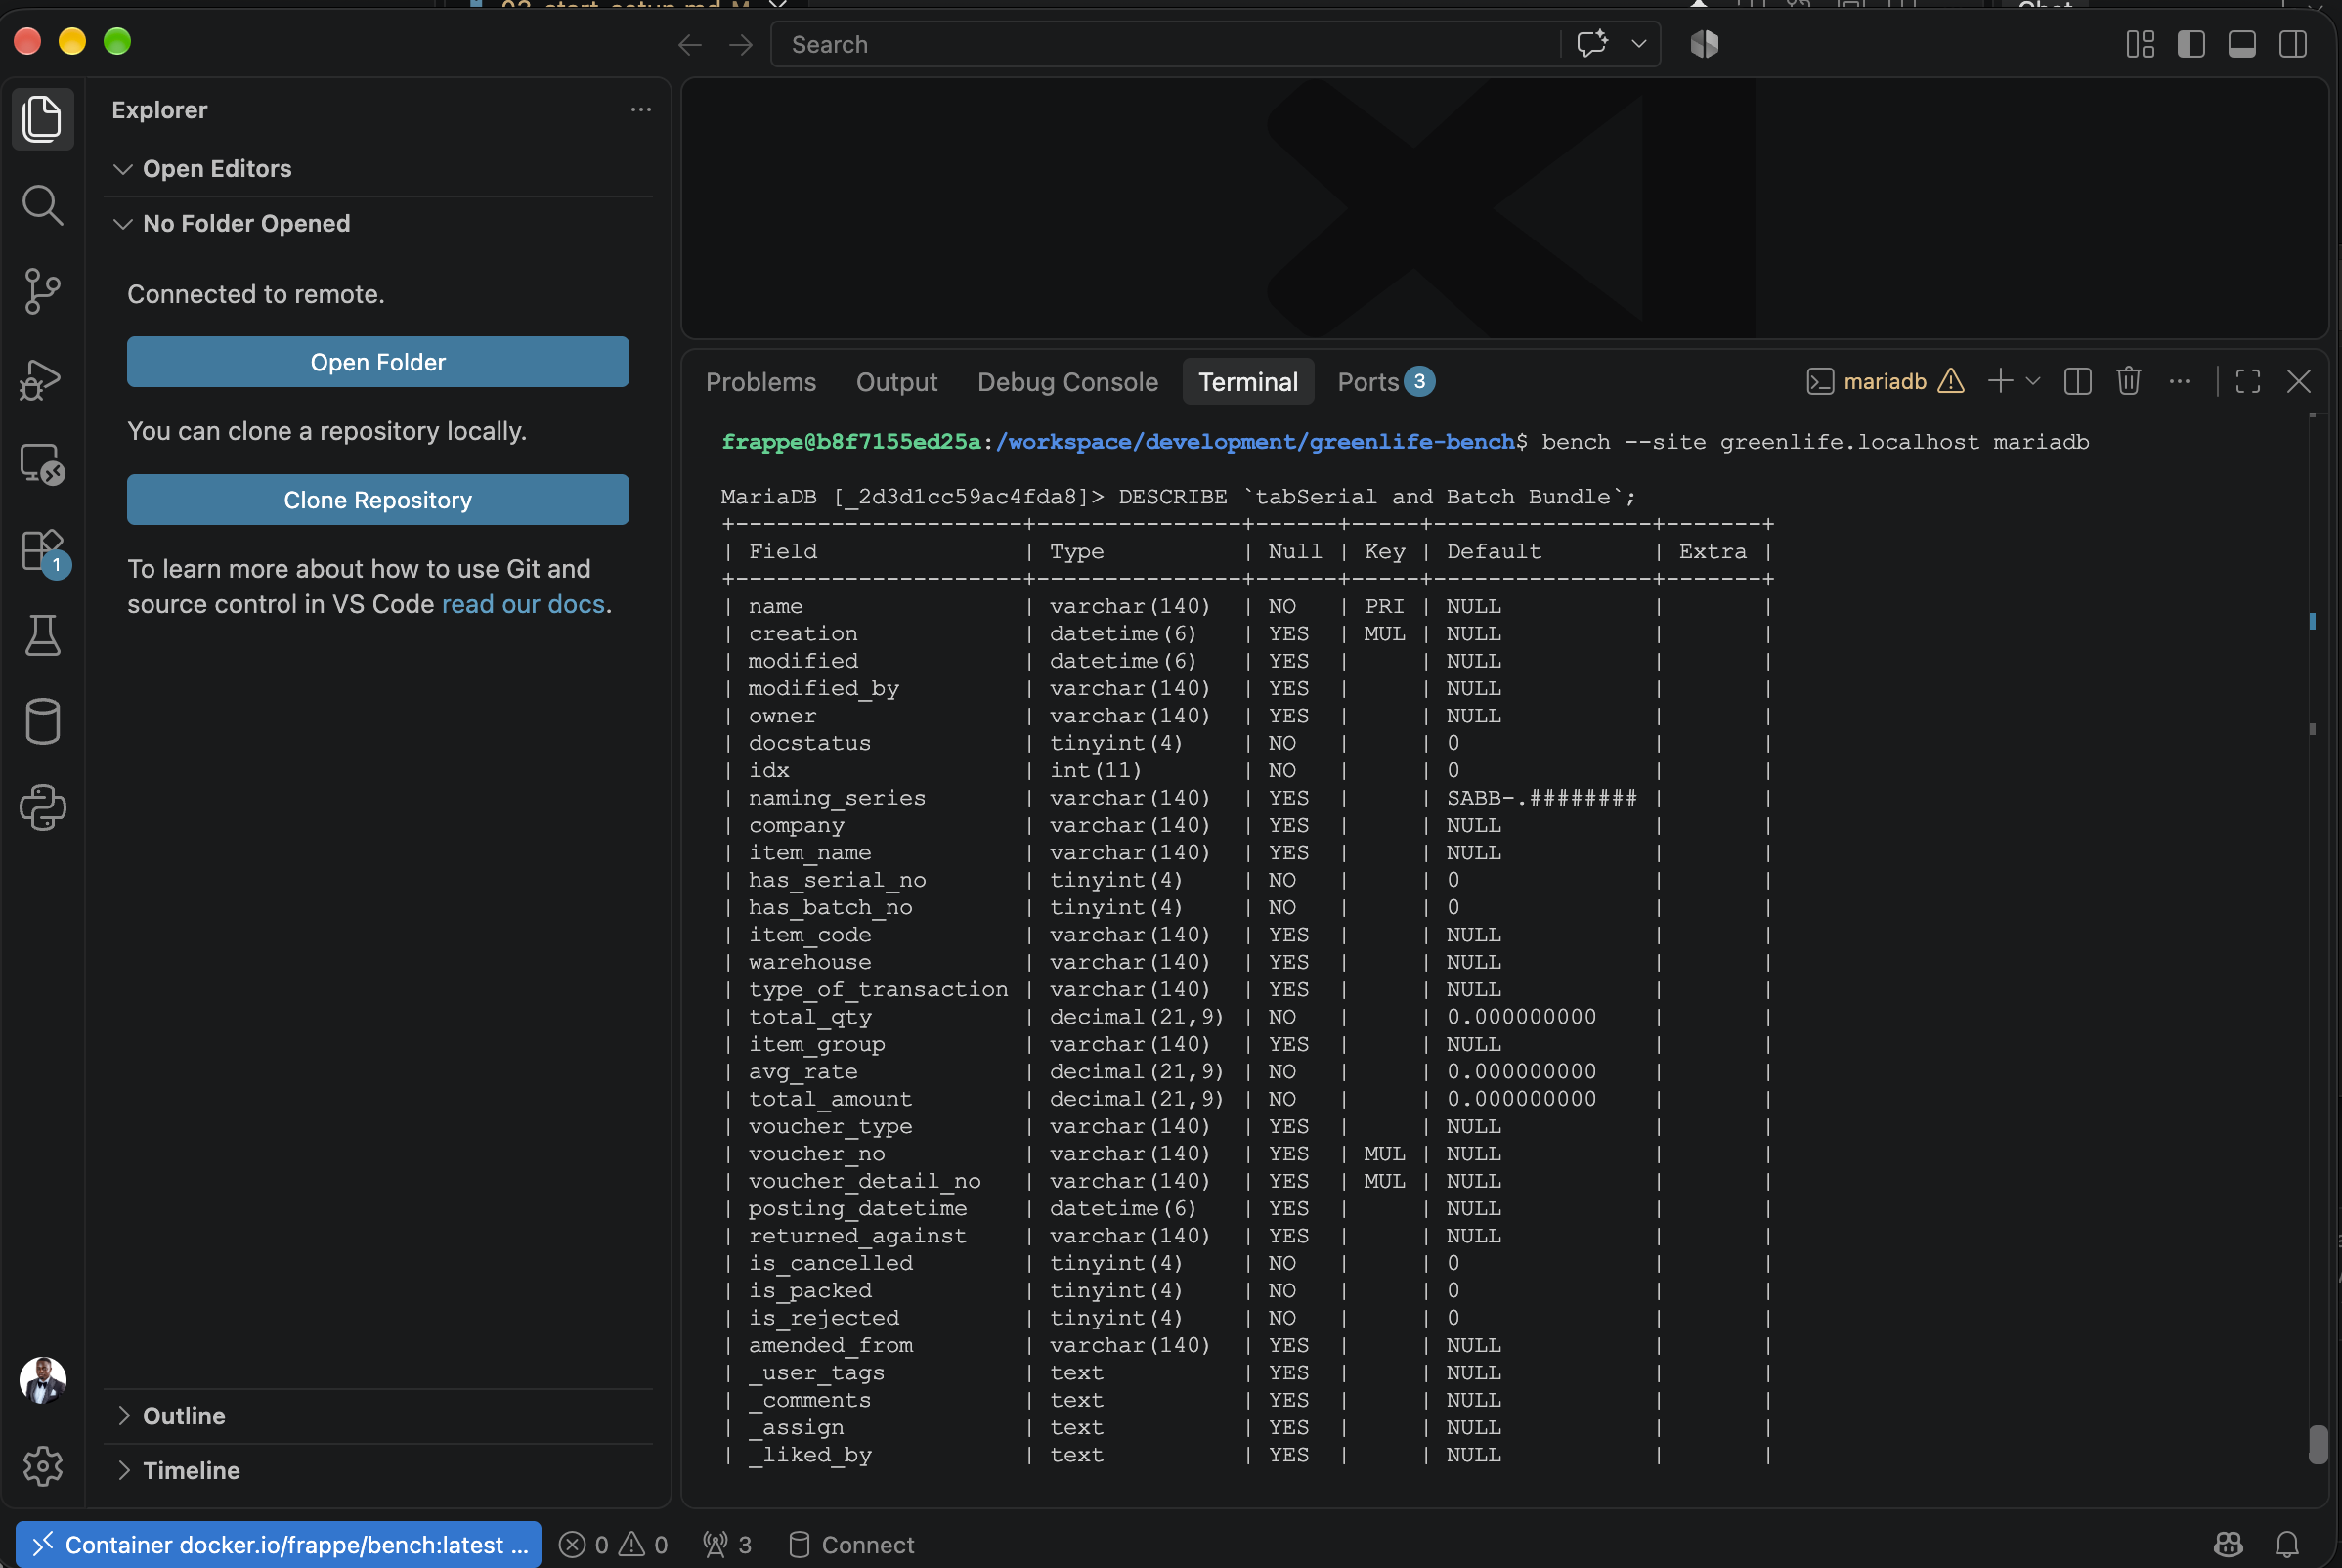 03_start_setup.md M
Chat
Search
Explorer
Open Editors
No Folder Opened
Connected to remote.
Open Folder
You can clone a repository locally.
Clone Repository
To learn more about how to use Git and
source control in VS Code read our docs.
1
Outline
Timeline
Problems Output Debug Console Terminal Ports 3
mariadb
frappe@b8f7155ed25a:/workspace/development/greenlife-bench$ bench --site greenlife.localhost mariadb
MariaDB [_2d3d1cc59ac4fda8]> DESCRIBE `tabSerial and Batch Bundle`;
+---------------------+---------------+------+-----+----------------+-------+
| Field               | Type          | Null | Key | Default        | Extra |
+---------------------+---------------+------+-----+----------------+-------+
| name                | varchar(140)  | NO   | PRI | NULL           |       |
| creation            | datetime(6)   | YES  | MUL | NULL           |       |
| modified            | datetime(6)   | YES  |     | NULL           |       |
| modified_by         | varchar(140)  | YES  |     | NULL           |       |
| owner               | varchar(140)  | YES  |     | NULL           |       |
| docstatus           | tinyint(4)    | NO   |     | 0              |       |
| idx                 | int(11)       | NO   |     | 0              |       |
| naming_series       | varchar(140)  | YES  |     | SABB-.######## |       |
| company             | varchar(140)  | YES  |     | NULL           |       |
| item_name           | varchar(140)  | YES  |     | NULL           |       |
| has_serial_no       | tinyint(4)    | NO   |     | 0              |       |
| has_batch_no        | tinyint(4)    | NO   |     | 0              |       |
| item_code           | varchar(140)  | YES  |     | NULL           |       |
| warehouse           | varchar(140)  | YES  |     | NULL           |       |
| type_of_transaction | varchar(140)  | YES  |     | NULL           |       |
| total_qty           | decimal(21,9) | NO   |     | 0.000000000    |       |
| item_group          | varchar(140)  | YES  |     | NULL           |       |
| avg_rate            | decimal(21,9) | NO   |     | 0.000000000    |       |
| total_amount        | decimal(21,9) | NO   |     | 0.000000000    |       |
| voucher_type        | varchar(140)  | YES  |     | NULL           |       |
| voucher_no          | varchar(140)  | YES  | MUL | NULL           |       |
| voucher_detail_no   | varchar(140)  | YES  | MUL | NULL           |       |
| posting_datetime    | datetime(6)   | YES  |     | NULL           |       |
| returned_against    | varchar(140)  | YES  |     | NULL           |       |
| is_cancelled        | tinyint(4)    | NO   |     | 0              |       |
| is_packed           | tinyint(4)    | NO   |     | 0              |       |
| is_rejected         | tinyint(4)    | NO   |     | 0              |       |
| amended_from        | varchar(140)  | YES  |     | NULL           |       |
| _user_tags          | text          | YES  |     | NULL           |       |
| _comments           | text          | YES  |     | NULL           |       |
| _assign             | text          | YES  |     | NULL           |       |
| _liked_by           | text          | YES  |     | NULL           |       |
Container docker.io/frappe/bench:latest ... 0 0 3 Connect